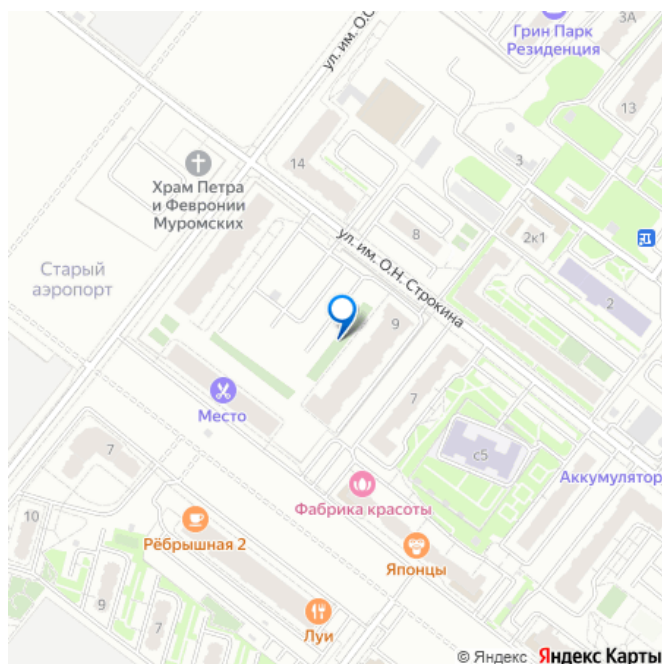 3А
Грин Парк
Резиденция
13
ул. им. О.С
14
3
Храм Петра
и Февронии
Муромских
8
2к1
ул. им. О.Н. Строкина
Старый
аэропорт
2
9
Место
7
7
с5
Аккумулятор
Фабрика красоты
10
Рёбрышная 2
Японцы
9
7
Луи
© Яндекс Яндекс Карты